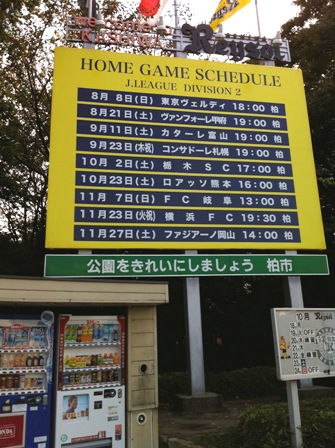 Reysol
HOME GAME SCHEDULE
J.LEAGUE DIVISION 2
8月 8日(日) 東京ヴェルディ 18:00 柏
8月21日(土) ヴァンフォーレ甲府 19:00 柏
9月11日(土) カターレ富山 19:00 柏
9月23日(木祝) コンサドーレ札幌 19:00 柏
10月 2日(土) 栃木SC 17:00 柏
10月23日(土) ロアッソ熊本 16:00 柏
11月 7日(日) FC岐阜 13:00 柏
11月23日(火祝) 横浜FC 19:30 柏
11月27日(土) ファジアーノ岡山 14:00 柏
公園をきれいにしましょう 柏市
10月 Reysol